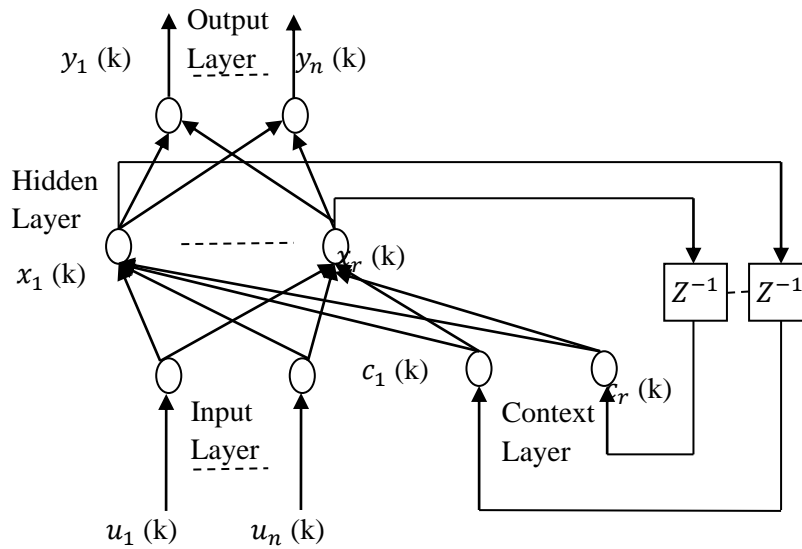 Output
Layer
y₁ (k)
yₙ (k)
Hidden
Layer
x₁ (k)
xᵣ (k)
Z⁻¹
Z⁻¹
c₁ (k)
cᵣ (k)
Input
Layer
Context
Layer
u₁ (k)
uₙ (k)